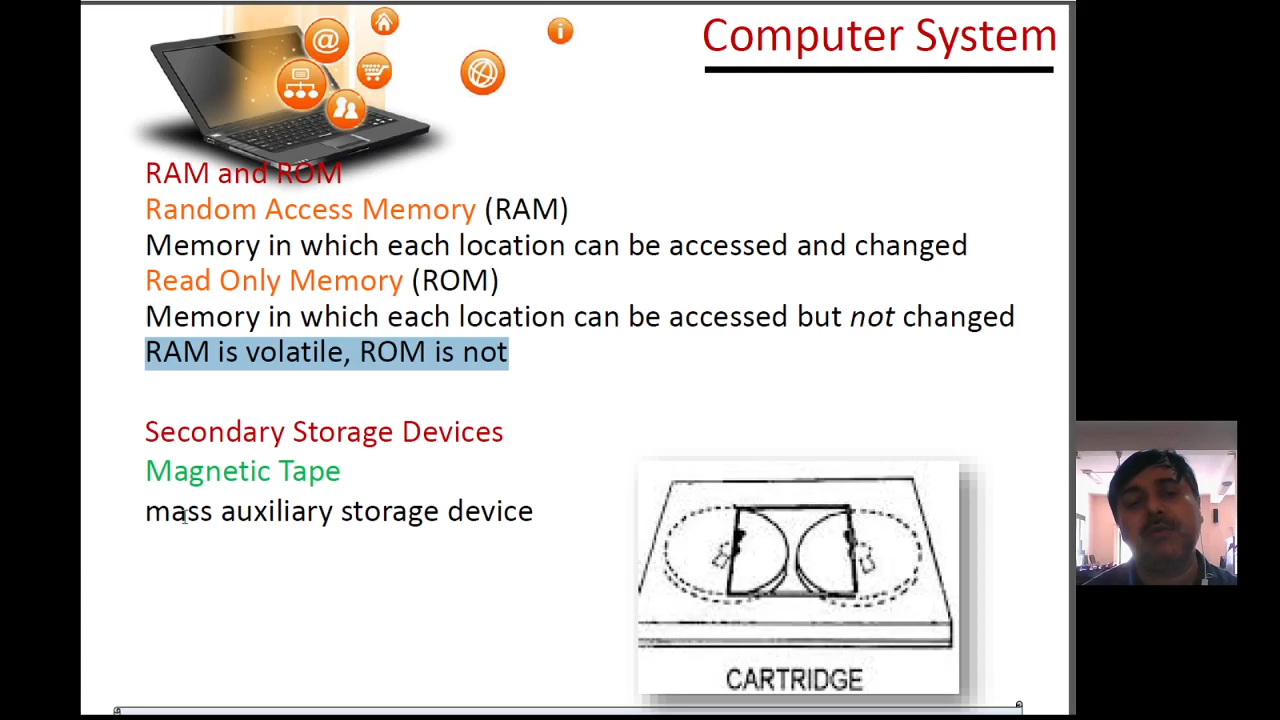 Computer System
RAM and ROM
Random Access Memory (RAM)
Memory in which each location can be accessed and changed
Read Only Memory (ROM)
Memory in which each location can be accessed but not changed
RAM is volatile, ROM is not
Secondary Storage Devices
Magnetic Tape
mass auxiliary storage device
CARTRIDGE